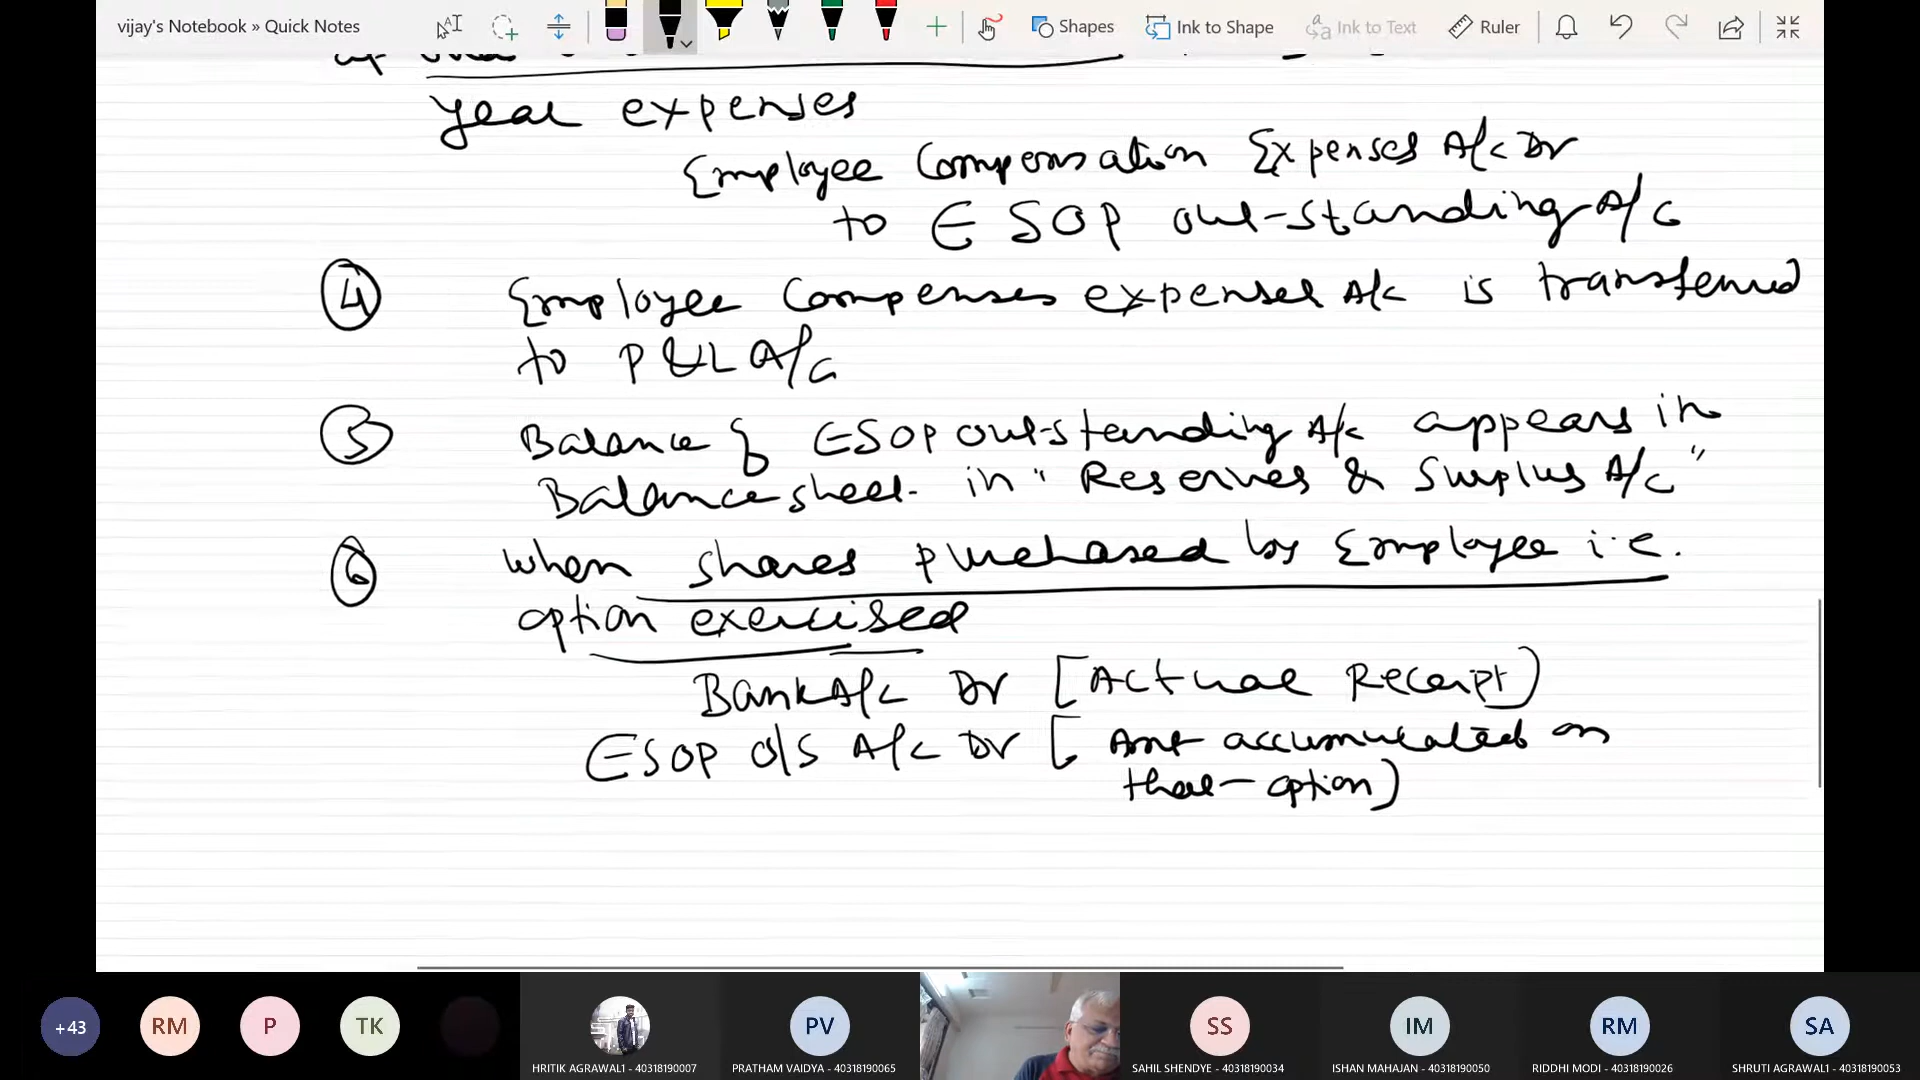 vijay's Notebook » Quick Notes
Shapes
Ink to Shape
Ink to Text
Ruler
year expenses
Employee Compensation Expenses A/c Dr
to ESOP out-standing A/c
④ Employee Compenses expenses A/c is transferred
to P&L A/c
⑤ Balance of ESOP outstanding A/c appears in
Balance sheet in "Reserves & Surplus A/c"
⑥ when shares purchased by Employee i.e.
option exercised
Bank A/c Dr [Actual Receipt)
ESOP O/S A/c Dr [Amt accumulated on
that option)
+43
RM
P
TK
PV
SS
IM
RM
SA
HRITIK AGRAWAL1 - 40318190007
PRATHAM VAIDYA - 40318190065
SAHIL SHENDYE - 40318190034
ISHAN MAHAJAN - 40318190050
RIDDHI MODI - 40318190026
SHRUTI AGRAWAL1 - 40318190053